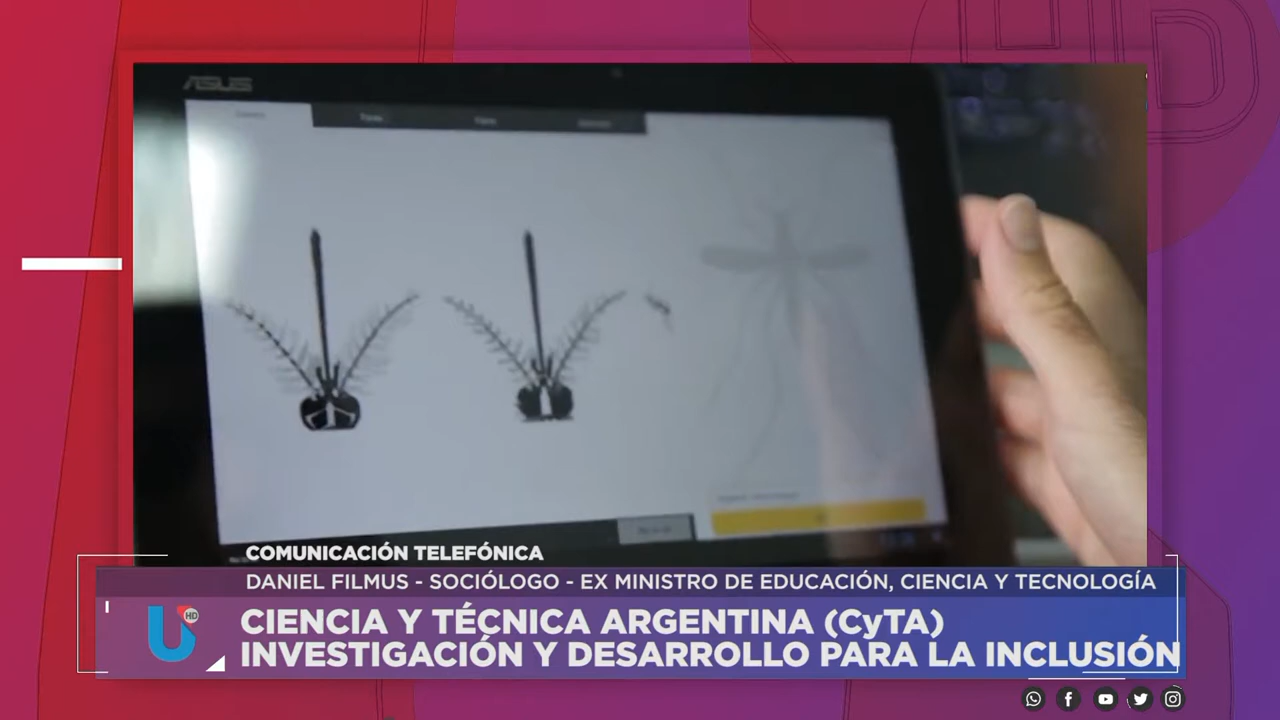 ASUS
COMUNICACIÓN TELEFÓNICA
DANIEL FILMUS - SOCIÓLOGO - EX MINISTRO DE EDUCACIÓN, CIENCIA Y TECNOLOGÍA
U HD
CIENCIA Y TÉCNICA ARGENTINA (CyTA)
INVESTIGACIÓN Y DESARROLLO PARA LA INCLUSIÓN